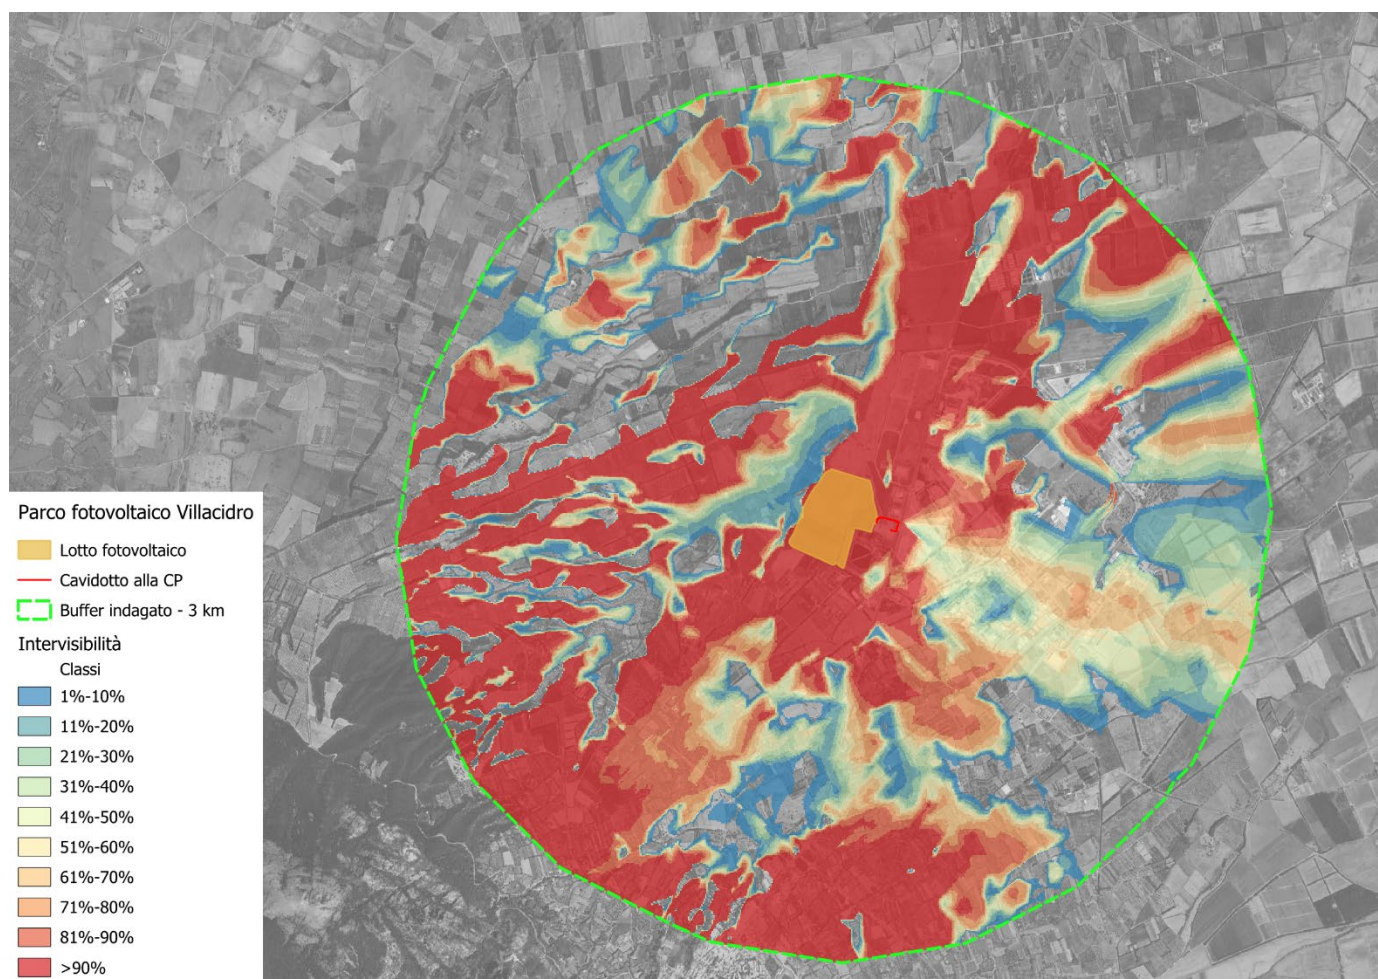 Parco fotovoltaico Villacidro
Lotto fotovoltaico
Cavidotto alla CP
Buffer indagato - 3 km
Intervisibilità
Classi
1%-10%
11%-20%
21%-30%
31%-40%
41%-50%
51%-60%
61%-70%
71%-80%
81%-90%
>90%